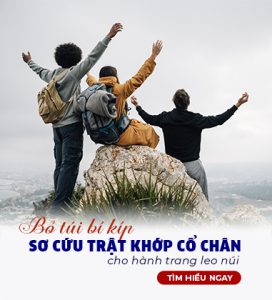 Bỏ túi bí kíp
SƠ CỨU TRẬT KHỚP CỔ CHÂN
cho hành trang leo núi
TÌM HIỂU NGAY